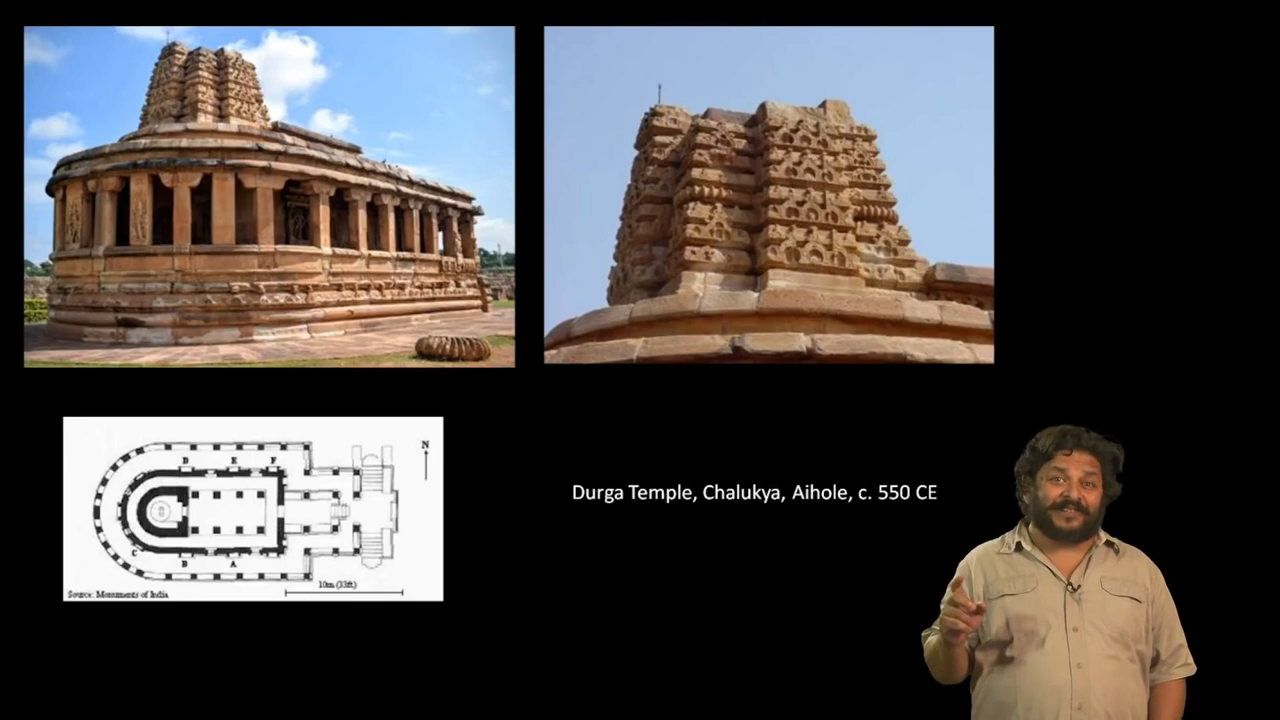 N
D E F
C
B A
10m (33ft)
Source: Monuments of India
Durga Temple, Chalukya, Aihole, c. 550 CE